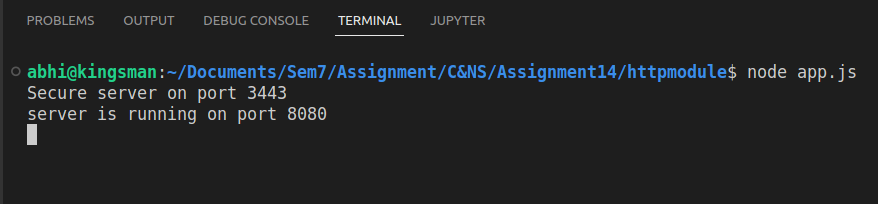 PROBLEMS OUTPUT DEBUG CONSOLE TERMINAL JUPYTER
abhi@kingsman:~/Documents/Sem7/Assignment/C&NS/Assignment14/httpmodule$ node app.js
Secure server on port 3443
server is running on port 8080